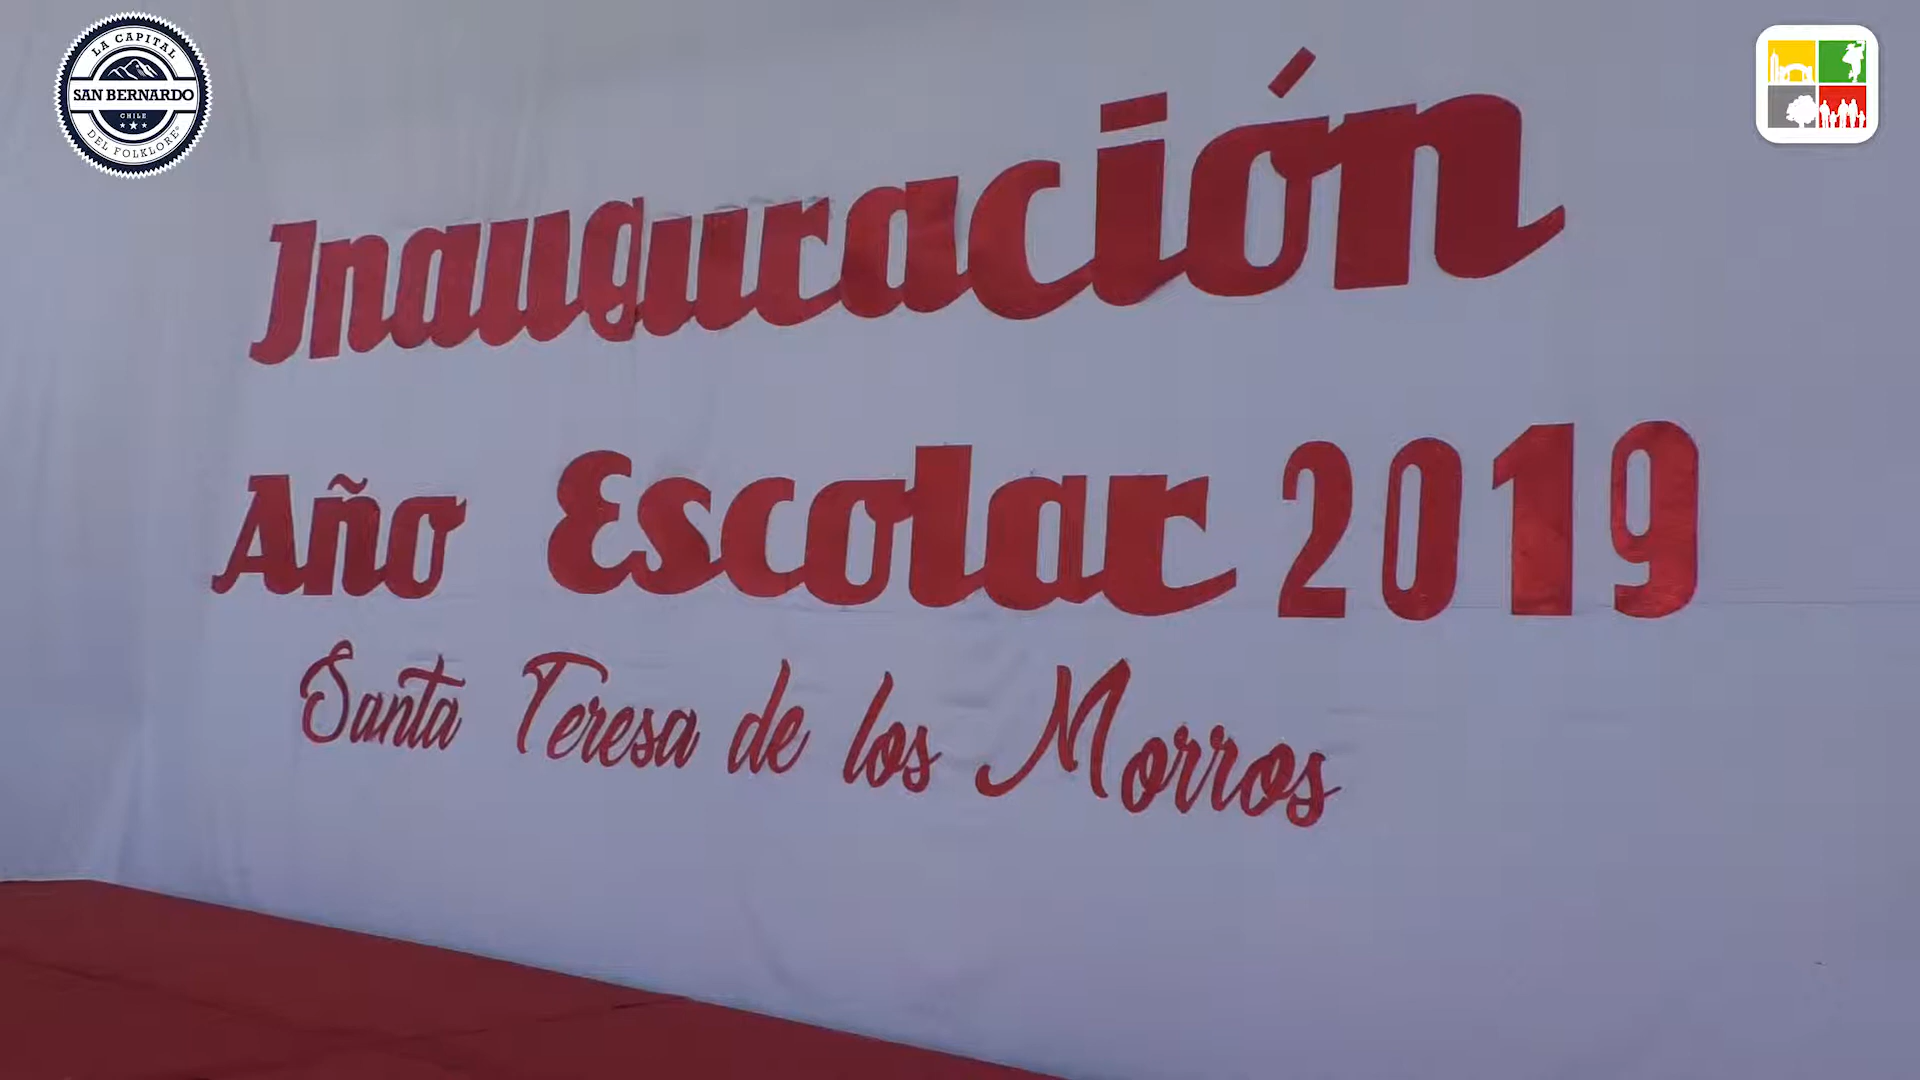 LA CAPITAL
SAN BERNARDO
CHILE
DEL FOLKLORE
Inauguración
Año Escolar 2019
Santa Teresa de los Morros